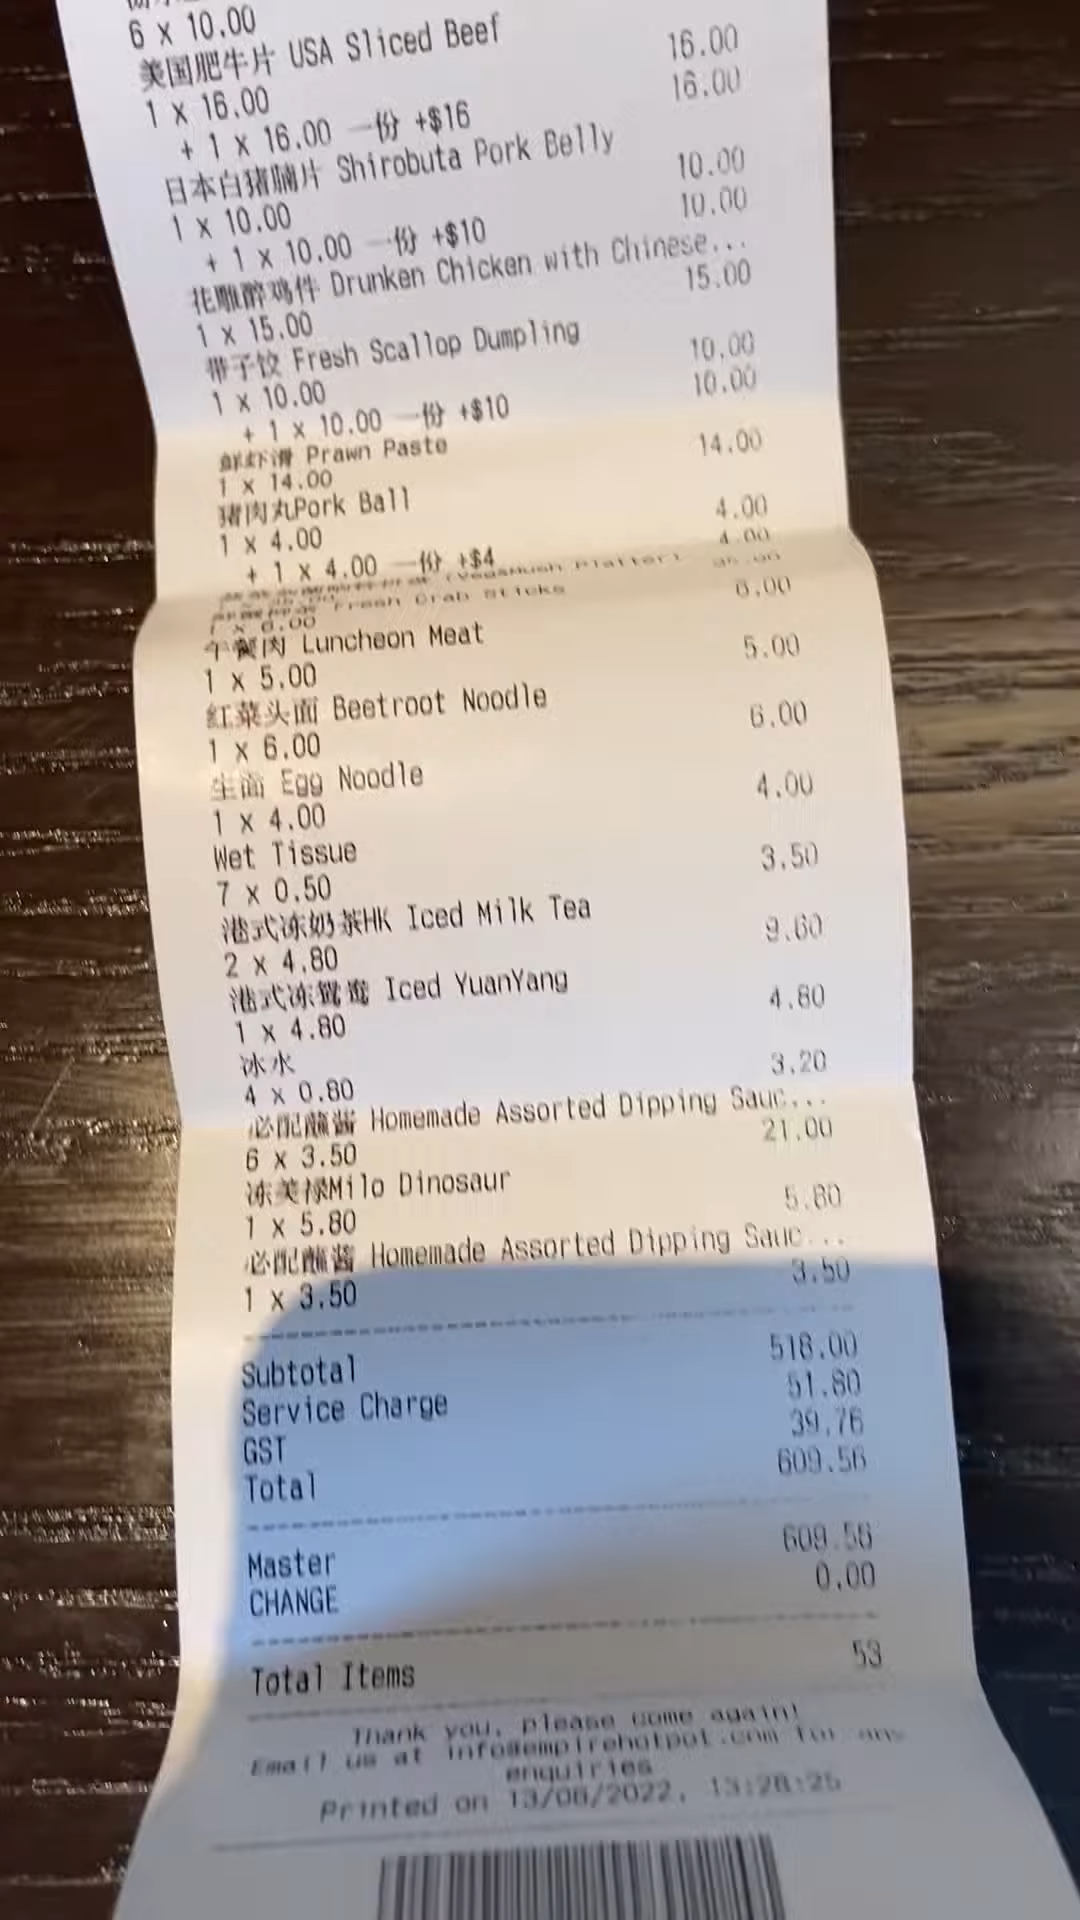 6 x 10.00
美国肥牛片 USA Sliced Beef
1 x 16.00 16.00
+ 1 x 16.00 一份 +$16 16.00
日本白猪腩片 Shirobuta Pork Belly
1 x 10.00 10.00
+ 1 x 10.00 一份 +$10 10.00
花雕醉鸡件 Drunken Chicken with Chinese...
1 x 15.00 15.00
带子饺 Fresh Scallop Dumpling
1 x 10.00 10.00
+ 1 x 10.00 一份 +$10 10.00
鲜虾滑 Prawn Paste
1 x 14.00 14.00
猪肉丸Pork Ball
1 x 4.00 4.00
+ 1 x 4.00 一份 +$4 4.00
Platter)
Fresh Crab Sticks
1 x 6.00 6.00
午餐肉 Luncheon Meat
1 x 5.00 5.00
红菜头面 Beetroot Noodle
1 x 6.00 6.00
生面 Egg Noodle
1 x 4.00 4.00
Wet Tissue
7 x 0.50 3.50
港式冻奶茶HK Iced Milk Tea
2 x 4.80 9.60
港式冻鸳鸯 Iced YuanYang
1 x 4.80 4.80
冰水
4 x 0.80 3.20
必配蘸酱 Homemade Assorted Dipping Sauc...
6 x 3.50 21.00
冻美禄Milo Dinosaur
1 x 5.80 5.80
必配蘸酱 Homemade Assorted Dipping Sauc...
1 x 3.50 3.50
Subtotal 518.00
Service Charge 51.80
GST 39.76
Total 609.56
Master 609.56
CHANGE 0.00
Total Items 53
Thank you, please come again!
Email us at info@empirehotpot.com for any
enquiries
Printed on 13/06/2022, 13:28:25